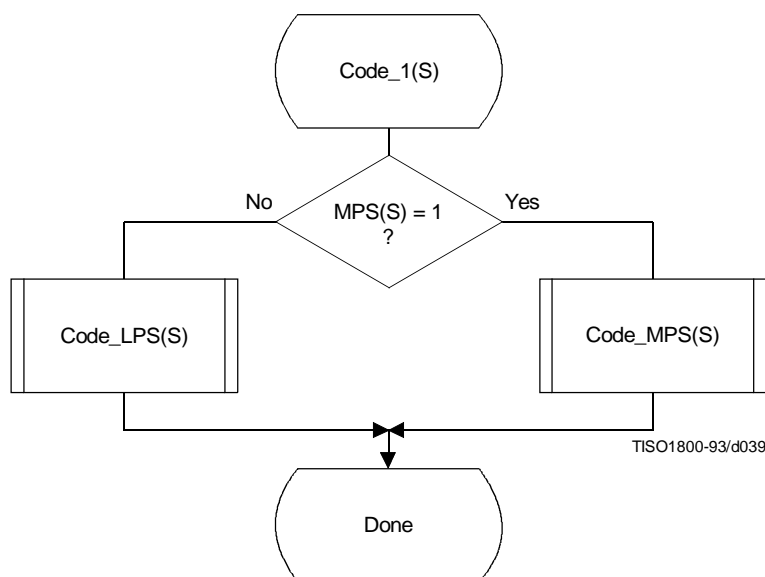 Code_1(S)
No
MPS(S) = 1
?
Yes
Code_LPS(S)
Code_MPS(S)
TISO1800-93/d039
Done